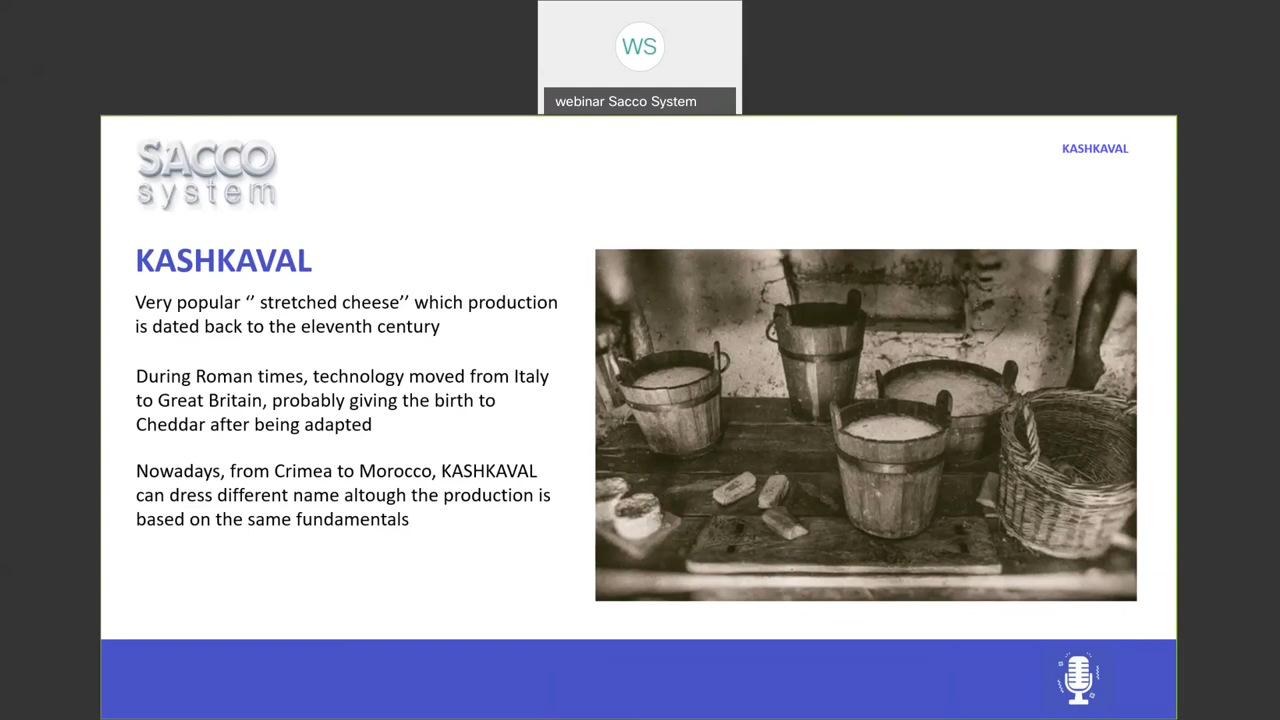 WS
webinar Sacco System
SACCO
system
KASHKAVAL
KASHKAVAL
Very popular ‘’ stretched cheese’’ which production
is dated back to the eleventh century
During Roman times, technology moved from Italy
to Great Britain, probably giving the birth to
Cheddar after being adapted
Nowadays, from Crimea to Morocco, KASHKAVAL
can dress different name altough the production is
based on the same fundamentals